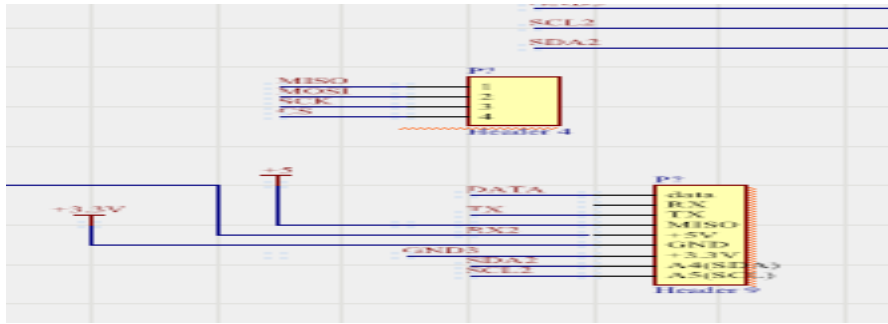 SCL2
SDA2
P?
MISO 1
MOSI 2
SCK 3
CS 4
Header 4
+5
P?
+3.3V
DATA data
RX
TX TX
MISO
RX2 +5V
GND
GND3 +3.3V
SDA2 A4(SDA)
SCL2 A5(SCL)
Header 9